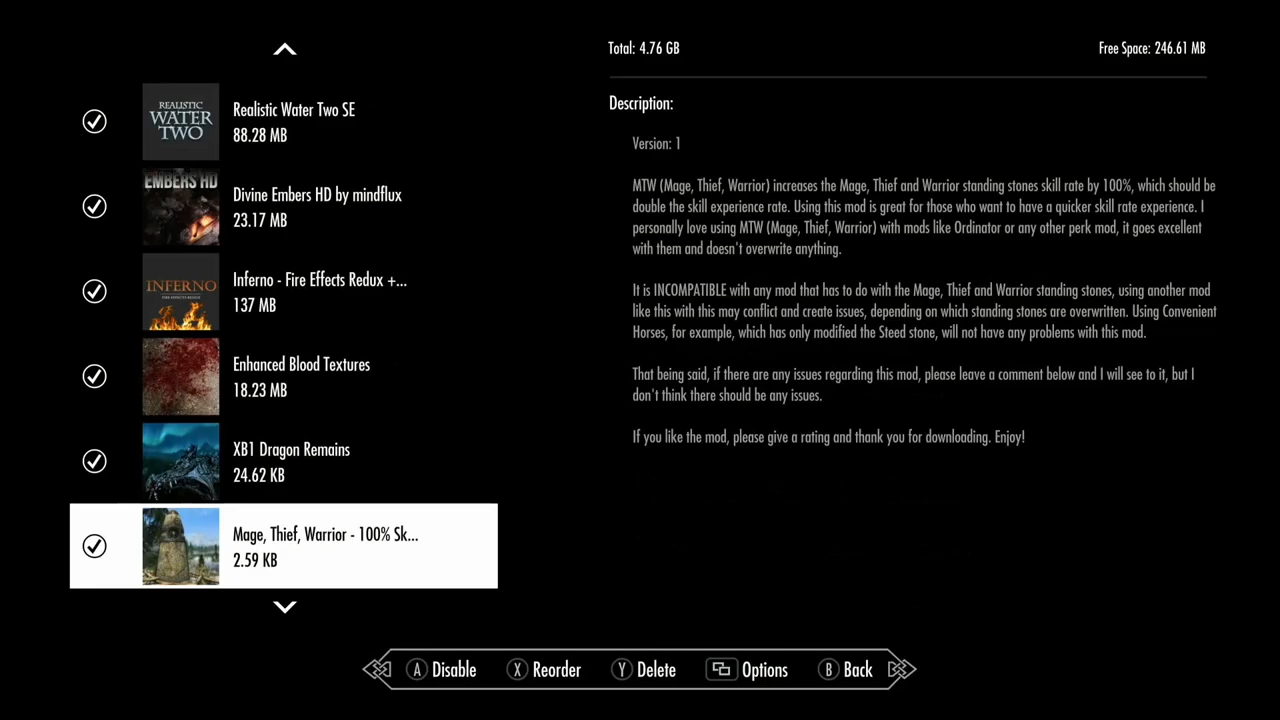 Total: 4.76 GB
Free Space: 246.61 MB
REALISTIC
WATER
TWO
Realistic Water Two SE
88.28 MB
EMBERS HD
Divine Embers HD by mindflux
23.17 MB
INFERNO
FIRE EFFECTS REDUX
Inferno - Fire Effects Redux +...
137 MB
Enhanced Blood Textures
18.23 MB
XB1 Dragon Remains
24.62 KB
Mage, Thief, Warrior - 100% Sk...
2.59 KB
Description:
Version: 1
MTW (Mage, Thief, Warrior) increases the Mage, Thief and Warrior standing stones skill rate by 100%, which should be
double the skill experience rate. Using this mod is great for those who want to have a quicker skill rate experience. I
personally love using MTW (Mage, Thief, Warrior) with mods like Ordinator or any other perk mod, it goes excellent
with them and doesn't overwrite anything.
It is INCOMPATIBLE with any mod that has to do with the Mage, Thief and Warrior standing stones, using another mod
like this with this may conflict and create issues, depending on which standing stones are overwritten. Using Convenient
Horses, for example, which has only modified the Steed stone, will not have any problems with this mod.
That being said, if there are any issues regarding this mod, please leave a comment below and I will see to it, but I
don't think there should be any issues.
If you like the mod, please give a rating and thank you for downloading. Enjoy!
A Disable X Reorder Y Delete Options B Back